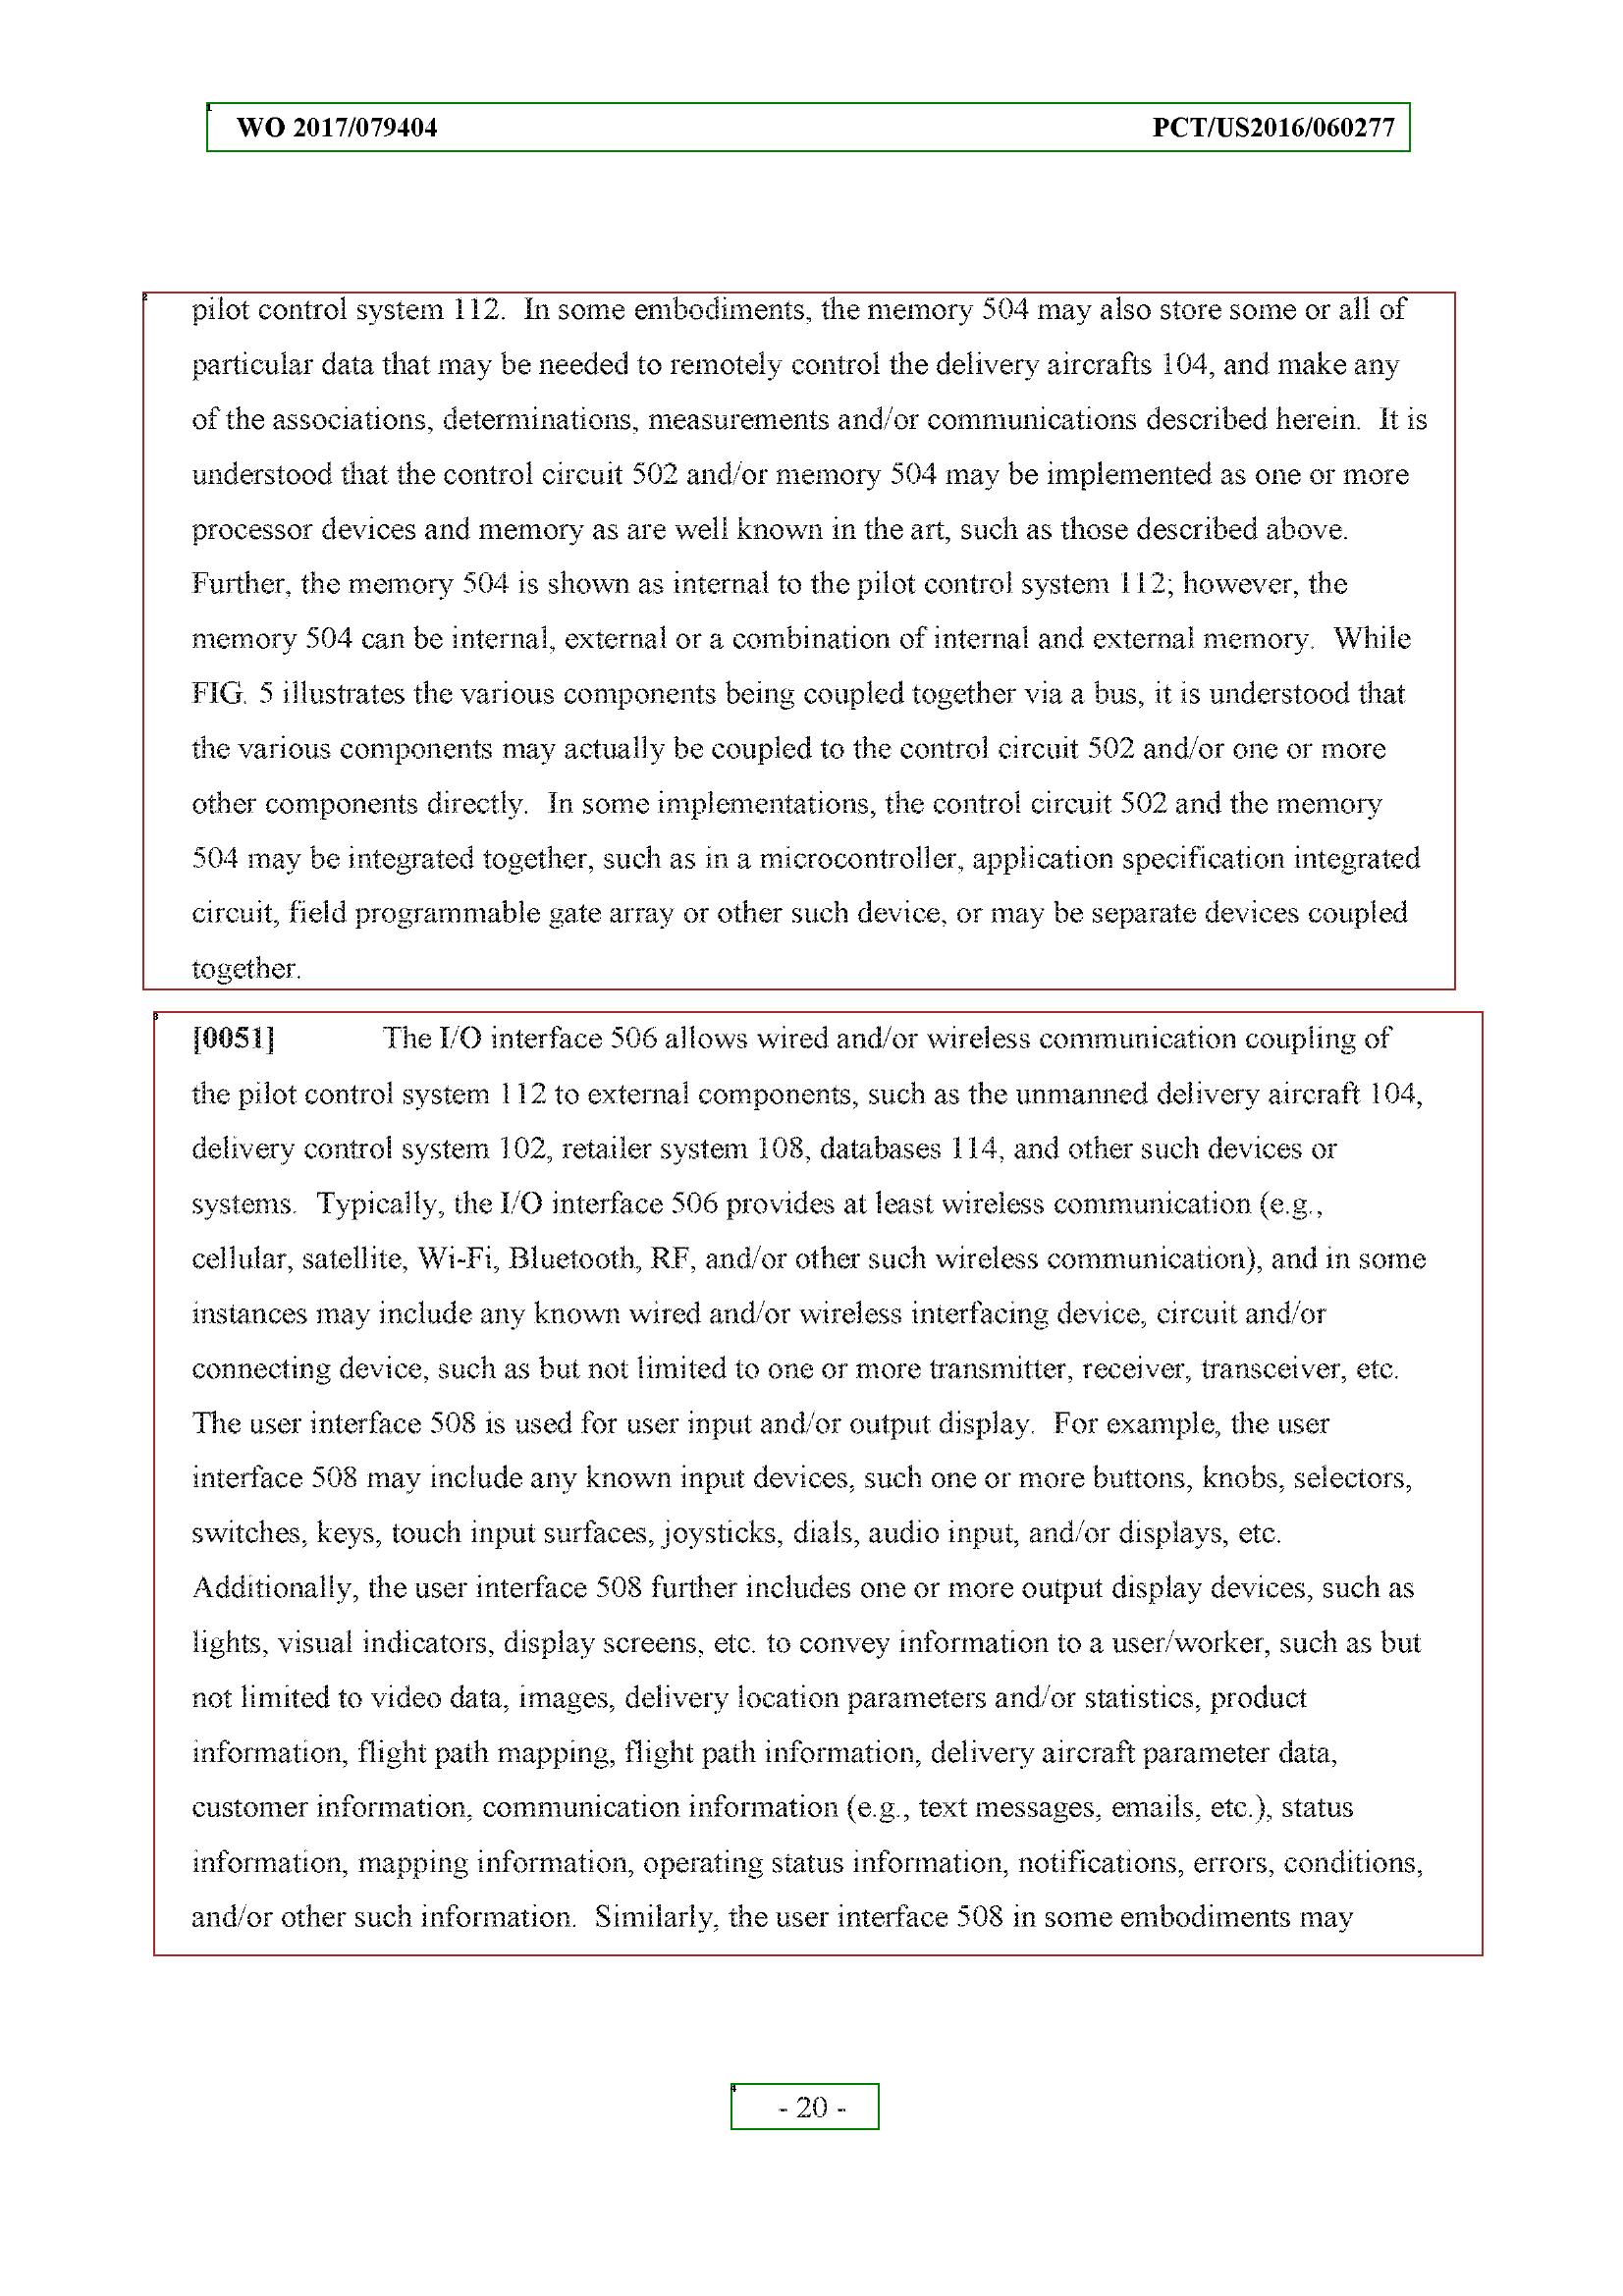 WO 2017/079404 PCT/US2016/060277
pilot control system 112.  In some embodiments, the memory 504 may also store some or all of
particular data that may be needed to remotely control the delivery aircrafts 104, and make any
of the associations, determinations, measurements and/or communications described herein.  It is
understood that the control circuit 502 and/or memory 504 may be implemented as one or more
processor devices and memory as are well known in the art, such as those described above.
Further, the memory 504 is shown as internal to the pilot control system 112; however, the
memory 504 can be internal, external or a combination of internal and external memory.  While
FIG. 5 illustrates the various components being coupled together via a bus, it is understood that
the various components may actually be coupled to the control circuit 502 and/or one or more
other components directly.  In some implementations, the control circuit 502 and the memory
504 may be integrated together, such as in a microcontroller, application specification integrated
circuit, field programmable gate array or other such device, or may be separate devices coupled
together.
[0051] The I/O interface 506 allows wired and/or wireless communication coupling of
the pilot control system 112 to external components, such as the unmanned delivery aircraft 104,
delivery control system 102, retailer system 108, databases 114, and other such devices or
systems.  Typically, the I/O interface 506 provides at least wireless communication (e.g.,
cellular, satellite, Wi-Fi, Bluetooth, RF, and/or other such wireless communication), and in some
instances may include any known wired and/or wireless interfacing device, circuit and/or
connecting device, such as but not limited to one or more transmitter, receiver, transceiver, etc.
The user interface 508 is used for user input and/or output display.  For example, the user
interface 508 may include any known input devices, such one or more buttons, knobs, selectors,
switches, keys, touch input surfaces, joysticks, dials, audio input, and/or displays, etc.
Additionally, the user interface 508 further includes one or more output display devices, such as
lights, visual indicators, display screens, etc. to convey information to a user/worker, such as but
not limited to video data, images, delivery location parameters and/or statistics, product
information, flight path mapping, flight path information, delivery aircraft parameter data,
customer information, communication information (e.g., text messages, emails, etc.), status
information, mapping information, operating status information, notifications, errors, conditions,
and/or other such information.  Similarly, the user interface 508 in some embodiments may
- 20 -